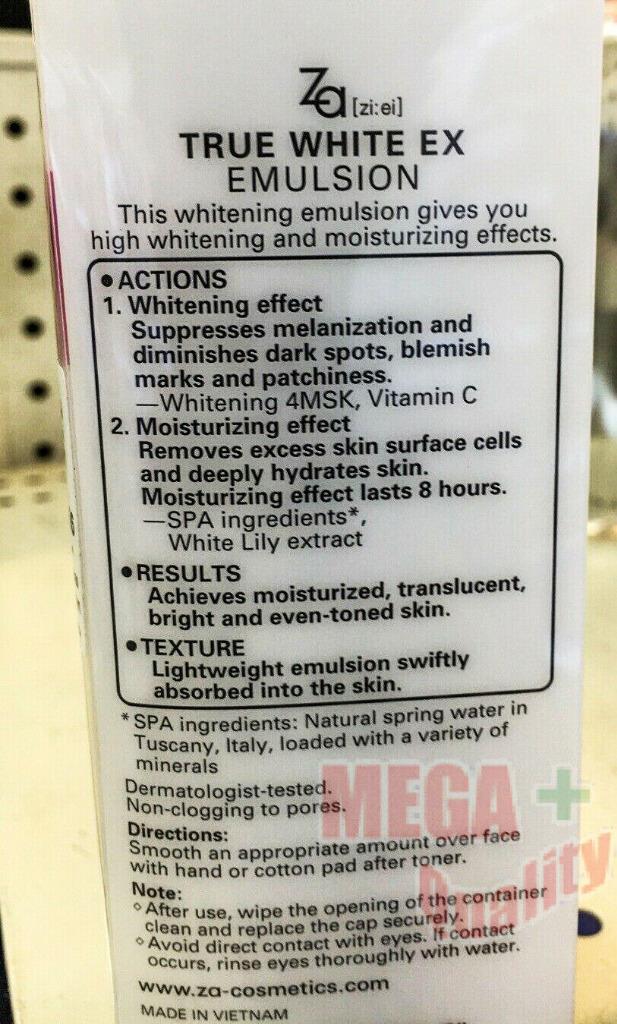 Za [zi:ei]
TRUE WHITE EX
EMULSION
This whitening emulsion gives you
high whitening and moisturizing effects.
• ACTIONS
1. Whitening effect
Suppresses melanization and
diminishes dark spots, blemish
marks and patchiness.
—Whitening 4MSK, Vitamin C
2. Moisturizing effect
Removes excess skin surface cells
and deeply hydrates skin.
Moisturizing effect lasts 8 hours.
—SPA ingredients*,
White Lily extract
• RESULTS
Achieves moisturized, translucent,
bright and even-toned skin.
• TEXTURE
Lightweight emulsion swiftly
absorbed into the skin.
* SPA ingredients: Natural spring water in
Tuscany, Italy, loaded with a variety of
minerals
Dermatologist-tested.
Non-clogging to pores.
MEGA +
Quality
Directions:
Smooth an appropriate amount over face
with hand or cotton pad after toner.
Note:
◇ After use, wipe the opening of the container
clean and replace the cap securely.
◇ Avoid direct contact with eyes. If contact
occurs, rinse eyes thoroughly with water.
www.za-cosmetics.com
MADE IN VIETNAM